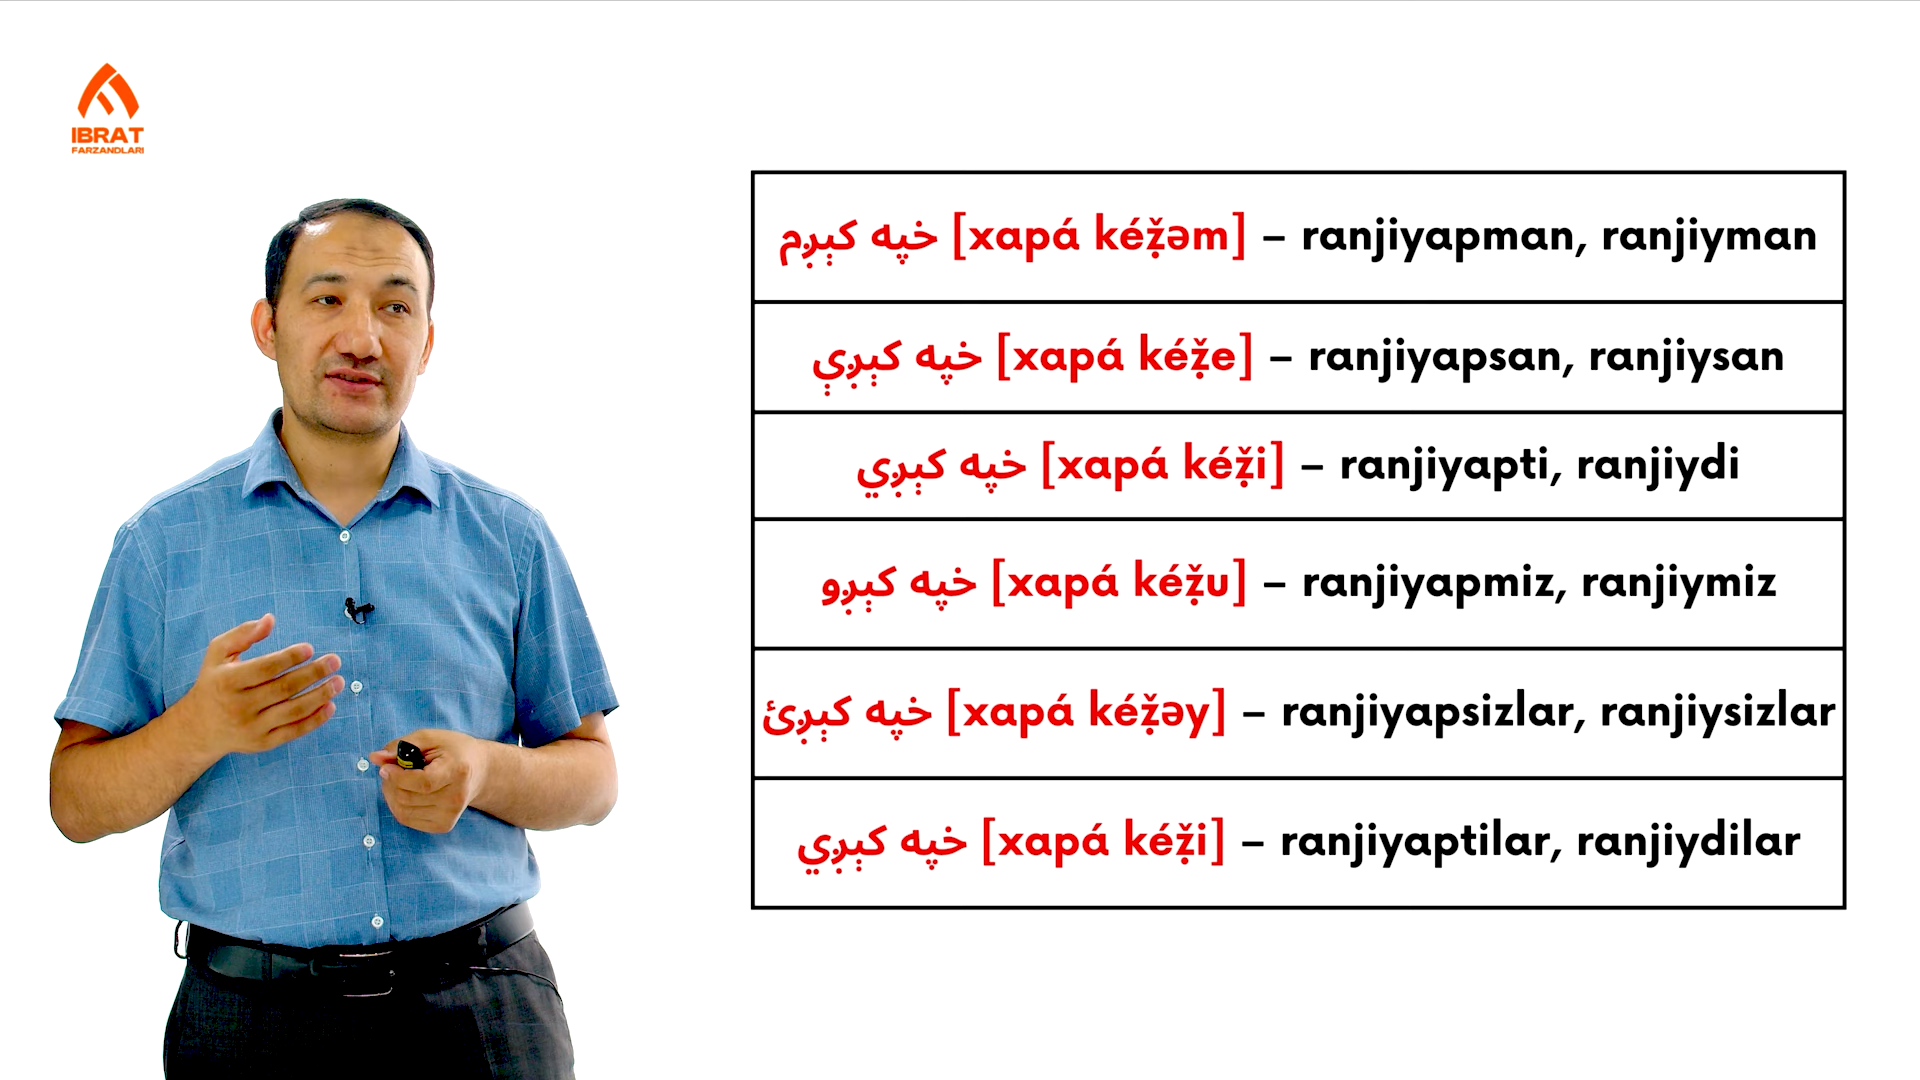 IBRAT
FARZANDLARI
خپه کېږم [xapá kéẓ̌əm] – ranjiyapman, ranjiyman
خپه کېږې [xapá kéẓ̌e] – ranjiyapsan, ranjiysan
خپه کېږي [xapá kéẓ̌i] – ranjiyapti, ranjiydi
خپه کېږو [xapá kéẓ̌u] – ranjiyapmiz, ranjiymiz
خپه کېږئ [xapá kéẓ̌əy] – ranjiyapsizlar, ranjiysizlar
خپه کېږي [xapá kéẓ̌i] – ranjiyaptilar, ranjiydilar